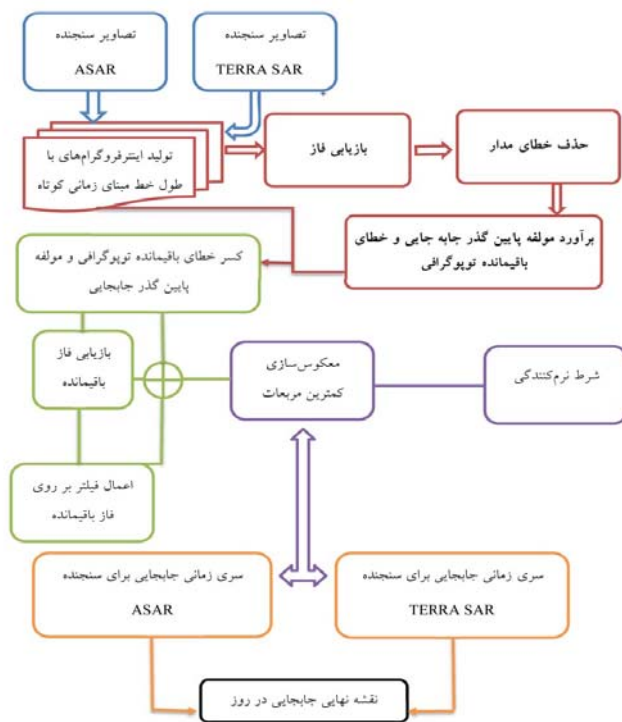 تصاویر سنجنده
ASAR
تصاویر سنجنده
TERRA SAR
تولید اینترفروگرام‌های با
طول خط مبنای زمانی کوتاه
بازیابی فاز
حذف خطای مدار
برآورد مولفه پایین گذر جابه جایی و خطای
باقیمانده توپوگرافی
کسر خطای باقیمانده توپوگرافی و مولفه
پایین گذر جابجایی
بازیابی فاز
باقیمانده
معکوس‌سازی
کمترین مربعات
شرط نرم‌کنندگی
اعمال فیلتر بر روی
فاز باقیمانده
سری زمانی جابجایی برای سنجنده
ASAR
سری زمانی جابجایی برای سنجنده
TERRA SAR
نقشه نهایی جابجایی در روز